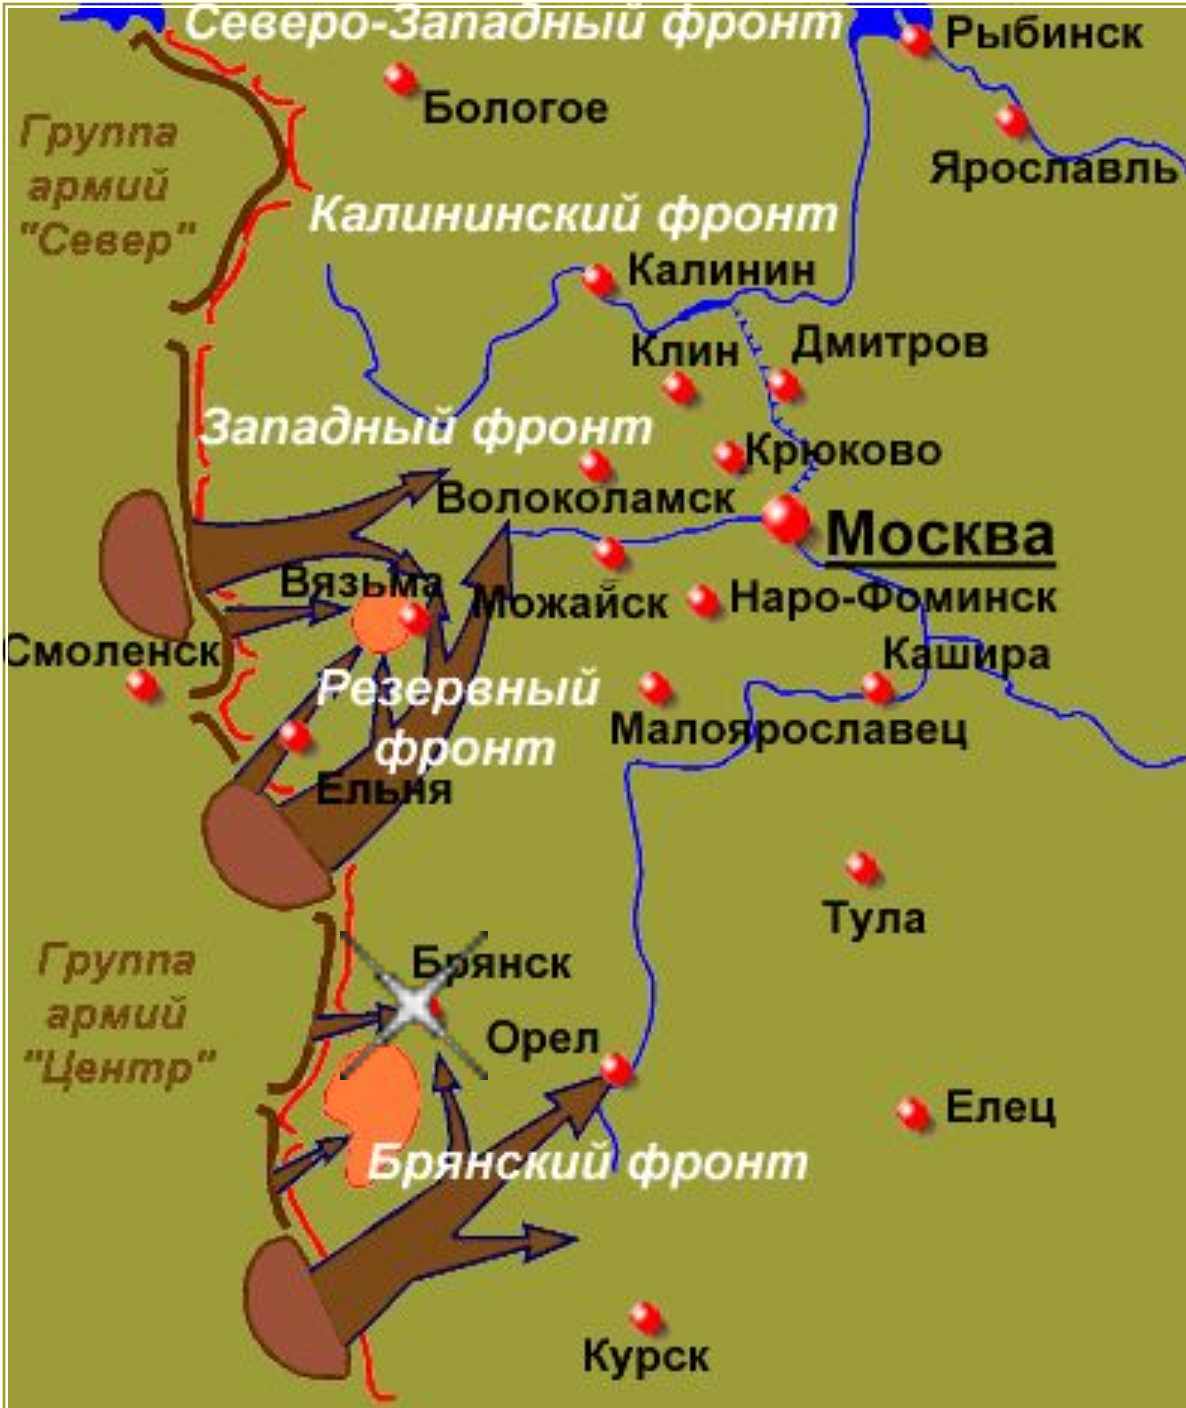 Северо-Западный фронт
Рыбинск
Бологое
Группа
армий
"Север"
Ярославль
Калининский фронт
Калинин
Клин
Дмитров
Западный фронт
Крюково
Волоколамск
Москва
Вязьма
Можайск
Наро-Фоминск
Смоленск
Кашира
Резервный
фронт
Малоярославец
Ельня
Тула
Группа
армий
"Центр"
Брянск
Орел
Елец
Брянский фронт
Курск